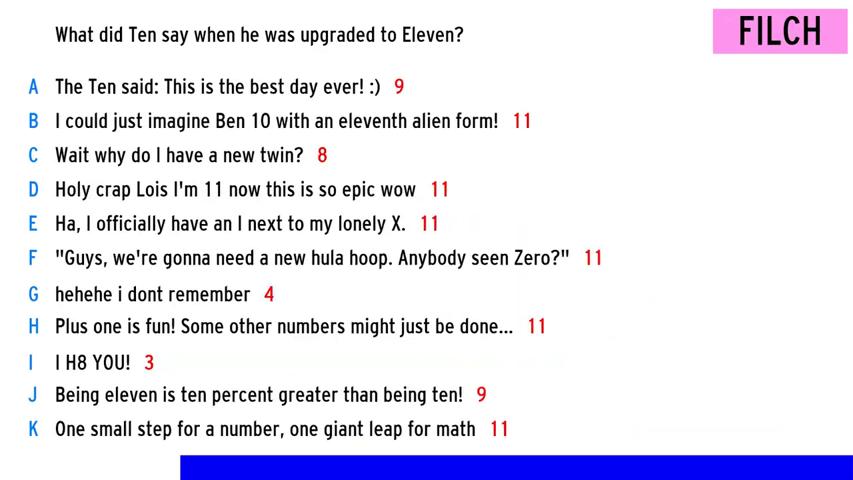 What did Ten say when he was upgraded to Eleven?
FILCH
A The Ten said: This is the best day ever! :) 9
B I could just imagine Ben 10 with an eleventh alien form! 11
C Wait why do I have a new twin? 8
D Holy crap Lois I'm 11 now this is so epic wow 11
E Ha, I officially have an I next to my lonely X. 11
F "Guys, we're gonna need a new hula hoop. Anybody seen Zero?" 11
G hehehe i dont remember 4
H Plus one is fun! Some other numbers might just be done... 11
I I H8 YOU! 3
J Being eleven is ten percent greater than being ten! 9
K One small step for a number, one giant leap for math 11